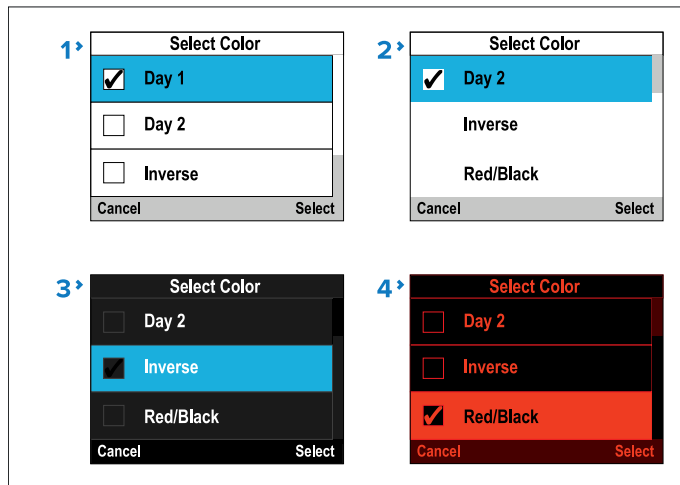 1›
Select Color
Day 1
Day 2
Inverse
Cancel Select
2›
Select Color
Day 2
Inverse
Red/Black
Cancel Select
3›
Select Color
Day 2
Inverse
Red/Black
Cancel Select
4›
Select Color
Day 2
Inverse
Red/Black
Cancel Select